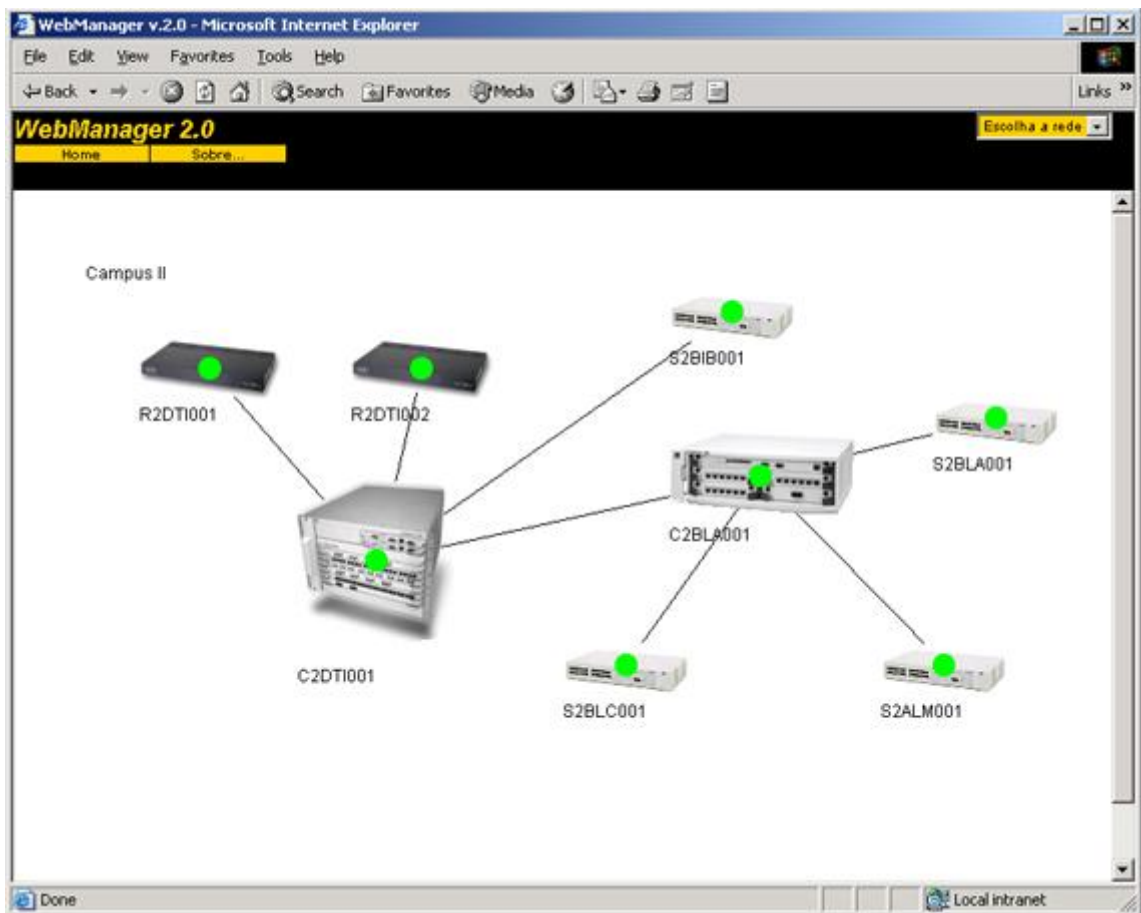 WebManager v.2.0 - Microsoft Internet Explorer
File Edit View Favorites Tools Help
Back Search Favorites Media Links »
WebManager 2.0
Escolha a rede
Home Sobre...
Campus II
S2BIB001
R2DTI001 R2DTI002
S2BLA001
C2BLA001
C2DTI001
S2BLC001 S2ALM001
Done Local intranet